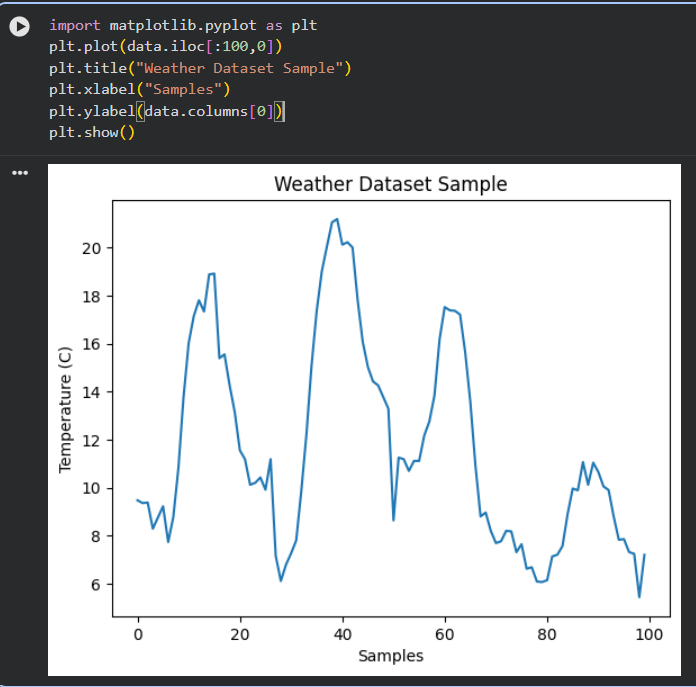 import matplotlib.pyplot as plt
plt.plot(data.iloc[:100,0])
plt.title("Weather Dataset Sample")
plt.xlabel("Samples")
plt.ylabel(data.columns[0])
plt.show()
Weather Dataset Sample
20
18
16
14
12
10
8
6
Temperature (C)
0 20 40 60 80 100
Samples